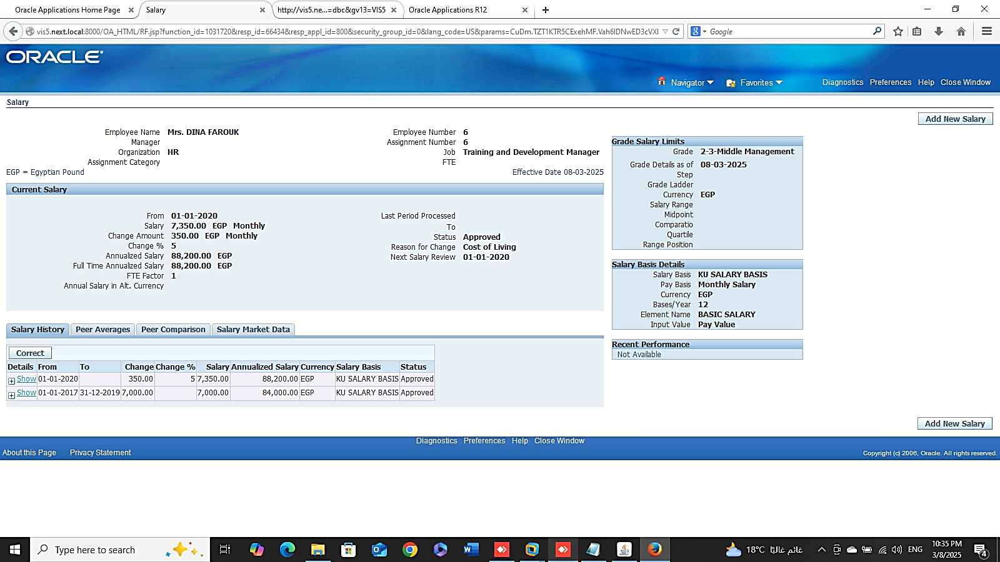 Oracle Applications Home Page
Salary
http://vis5.ne...=dbc&gv13=VIS5
Oracle Applications R12
vis5.next.local:8000/OA_HTML/RF.jsp?function_id=1031720&resp_id=66434&resp_appl_id=800&security_group_id=0&lang_code=US&params=CuDm.TZT1KTR5CExehMF.Vah6IDNwED3cVXI
Google
ORACLE
Navigator
Favorites
Diagnostics Preferences Help Close Window
Salary
Add New Salary
Employee Name Mrs. DINA FAROUK
Manager
Organization HR
Assignment Category
Employee Number 6
Assignment Number 6
Job Training and Development Manager
FTE
EGP = Egyptian Pound
Effective Date 08-03-2025
Current Salary
From 01-01-2020
Salary 7,350.00 EGP Monthly
Change Amount 350.00 EGP Monthly
Change % 5
Annualized Salary 88,200.00 EGP
Full Time Annualized Salary 88,200.00 EGP
FTE Factor 1
Annual Salary in Alt. Currency
Last Period Processed
To
Status Approved
Reason for Change Cost of Living
Next Salary Review 01-01-2020
Grade Salary Limits
Grade 2-3-Middle Management
Grade Details as of 08-03-2025
Step
Grade Ladder
Currency EGP
Salary Range
Midpoint
Comparatio
Quartile
Range Position
Salary Basis Details
Salary Basis KU SALARY BASIS
Pay Basis Monthly Salary
Currency EGP
Bases/Year 12
Element Name BASIC SALARY
Input Value Pay Value
Recent Performance
Not Available
Salary History Peer Averages Peer Comparison Salary Market Data
Correct
Details From To Change Change % Salary Annualized Salary Currency Salary Basis Status
Show 01-01-2020 350.00 5 7,350.00 88,200.00 EGP KU SALARY BASIS Approved
Show 01-01-2017 31-12-2019 7,000.00 7,000.00 84,000.00 EGP KU SALARY BASIS Approved
Add New Salary
Diagnostics Preferences Help Close Window
About this Page Privacy Statement
Copyright (c) 2006, Oracle. All rights reserved.
Type here to search
18°C غائم غالبًا
ENG
10:35 PM
3/8/2025
4